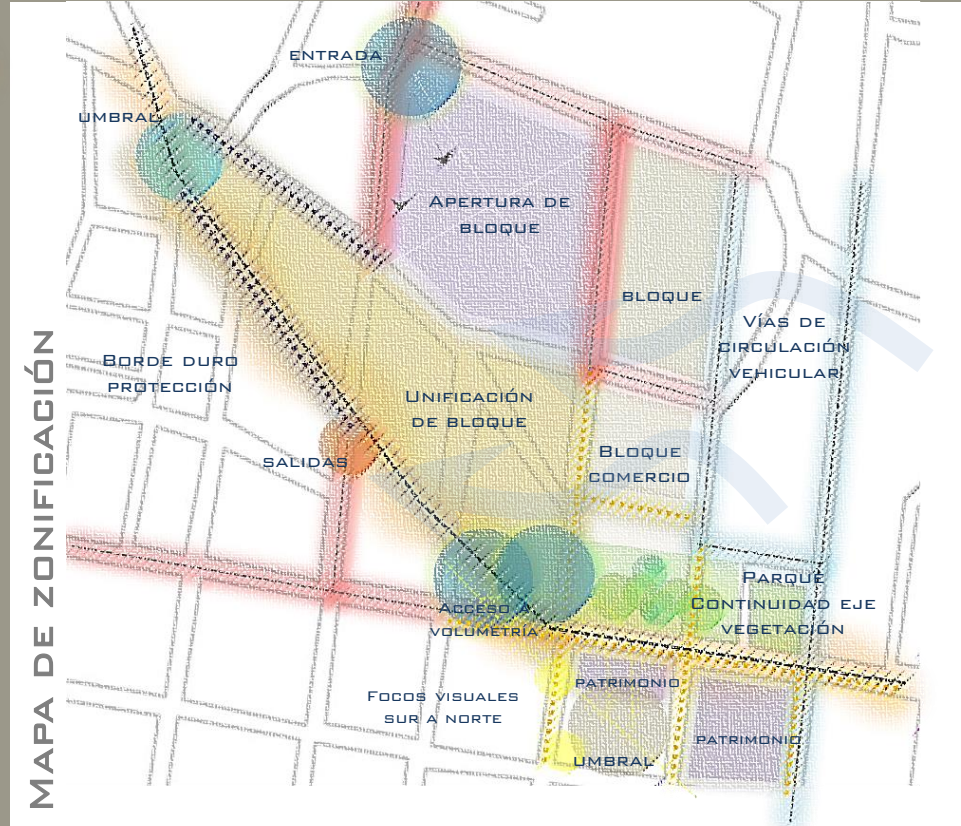 MAPA DE ZONIFICACIÓN
ENTRADA
UMBRAL
APERTURA DE
BLOQUE
BLOQUE
VÍAS DE
CIRCULACIÓN
VEHICULAR
BORDE DURO
PROTECCIÓN
UNIFICACIÓN
DE BLOQUE
BLOQUE
COMERCIO
SALIDAS
PARQUE
CONTINUIDAD EJE
VEGETACIÓN
ACCESO A
VOLUMETRÍA
FOCOS VISUALES
SUR A NORTE
PATRIMONIO
PATRIMONIO
UMBRAL